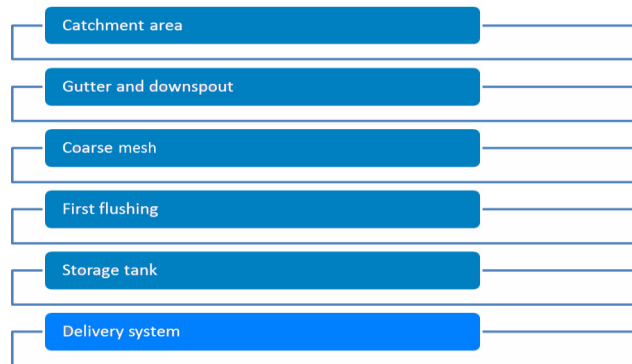 Catchment area
Gutter and downspout
Coarse mesh
First flushing
Storage tank
Delivery system